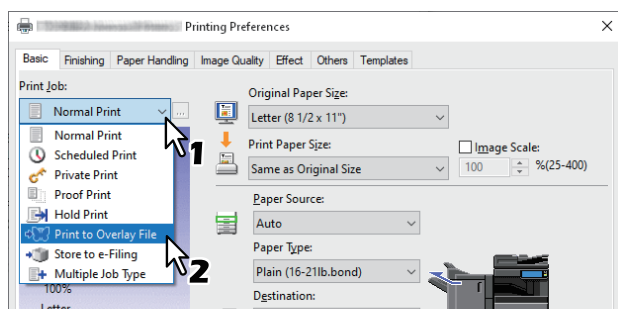 Printing Preferences
Basic Finishing Paper Handling Image Quality Effect Others Templates
Print Job:
Normal Print ...
1
Normal Print
Scheduled Print
Private Print
Proof Print
Hold Print
Print to Overlay File
Store to e-Filing
Multiple Job Type
2
100%
Letter
Original Paper Size:
Letter (8 1/2 x 11")
Print Paper Size:
Same as Original Size
Image Scale:
100 %(25-400)
Paper Source:
Auto
Paper Type:
Plain (16-21lb.bond)
Destination: